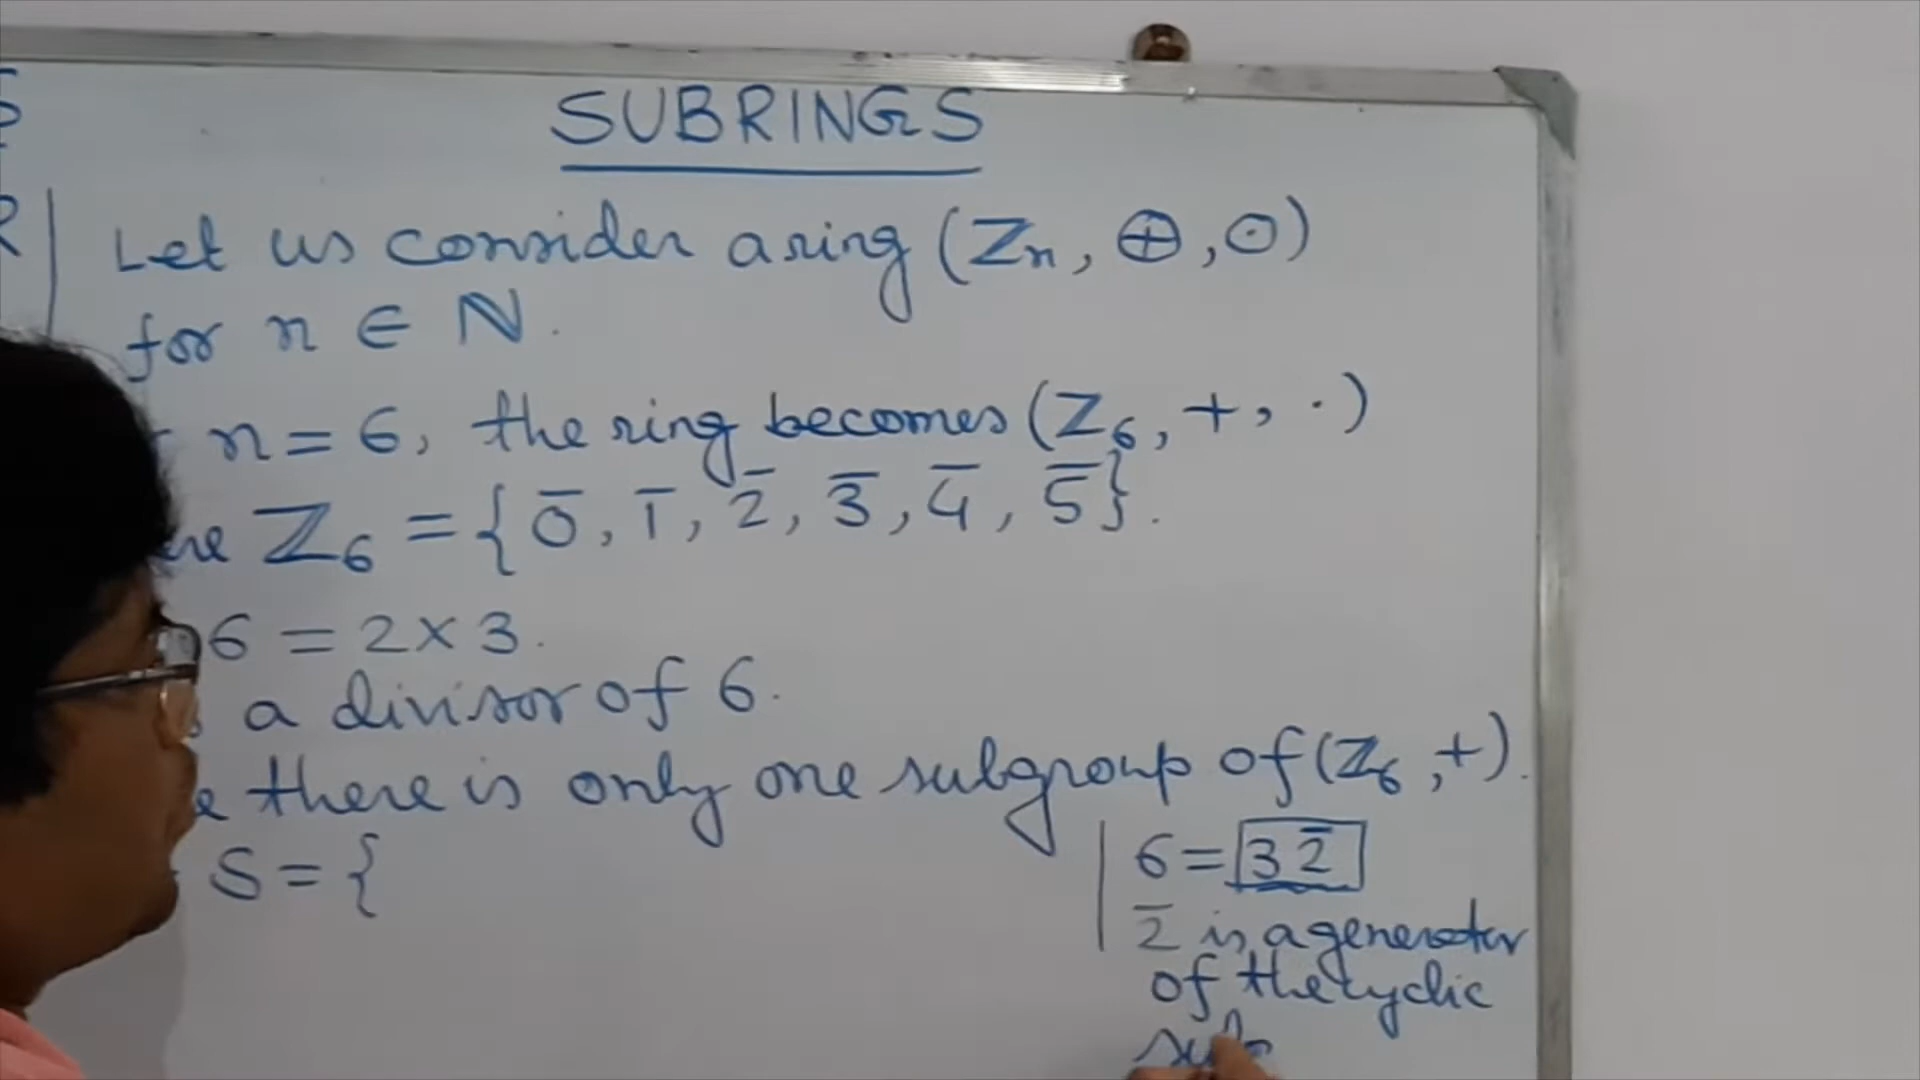 SUBRINGS
Let us consider a ring (Zn, ⊕, ⊙)
for n ∈ N.
n = 6, the ring becomes (Z₆, +, ·)
Z₆ = {0̅, 1̅, 2̅, 3̅, 4̅, 5̅}.
6 = 2 × 3.
a divisor of 6.
there is only one subgroup of (Z₆, +).
S = {
6 = 3 2̅
2̅ is a generator
of the cyclic
sub